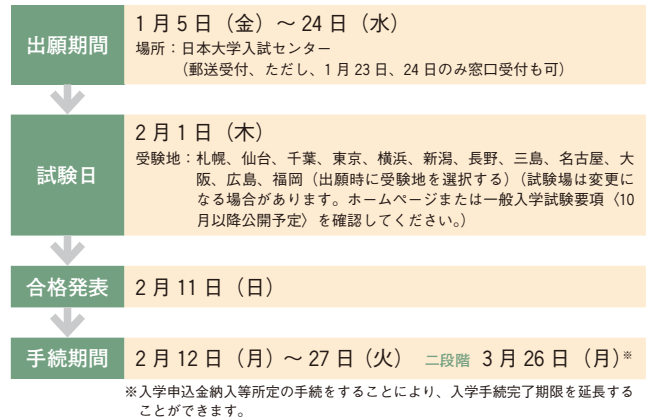 出願期間
1月5日（金）～24日（水）
場所：日本大学入試センター
（郵送受付、ただし、1月23日、24日のみ窓口受付も可）
試験日
2月1日（木）
受験地：札幌、仙台、千葉、東京、横浜、新潟、長野、三島、名古屋、大
阪、広島、福岡（出願時に受験地を選択する）（試験場は変更に
なる場合があります。ホームページまたは一般入学試験要項〈10
月以降公開予定〉を確認してください。）
合格発表
2月11日（日）
手続期間
2月12日（月）～27日（火） 二段階 3月26日（月）※
※入学申込金納入等所定の手続をすることにより、入学手続完了期限を延長する
ことができます。